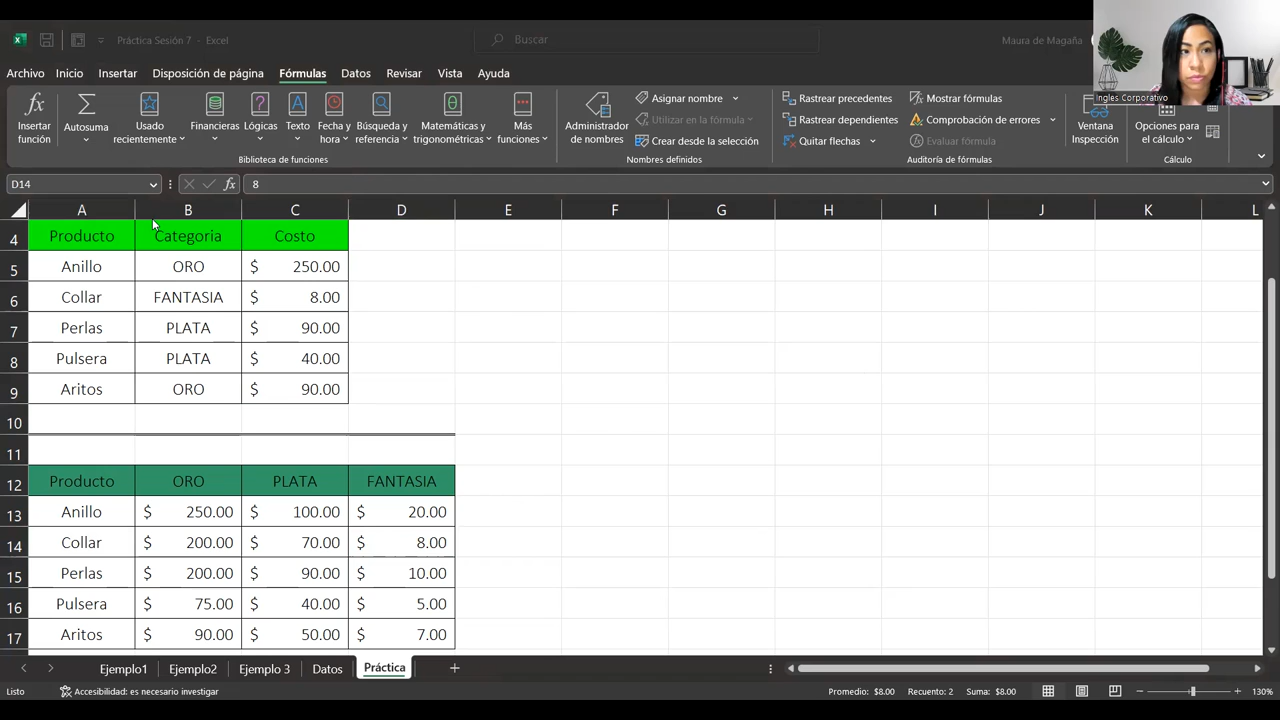 Práctica Sesión 7 - Excel
Buscar
Maura de Magaña
Ingles Corporativo
Archivo Inicio Insertar Disposición de página Fórmulas Datos Revisar Vista Ayuda
Insertar función
Autosuma
Usado recientemente
Financieras
Lógicas
Texto
Fecha y hora
Búsqueda y referencia
Matemáticas y trigonométricas
Más funciones
Biblioteca de funciones
Administrador de nombres
Asignar nombre
Utilizar en la fórmula
Crear desde la selección
Nombres definidos
Rastrear precedentes
Rastrear dependientes
Quitar flechas
Mostrar fórmulas
Comprobación de errores
Evaluar fórmula
Auditoría de fórmulas
Ventana Inspección
Opciones para el cálculo
Cálculo
D14 fx 8
A B C D E F G H I J K L
4 Producto Categoria Costo
5 Anillo ORO $ 250.00
6 Collar FANTASIA $ 8.00
7 Perlas PLATA $ 90.00
8 Pulsera PLATA $ 40.00
9 Aritos ORO $ 90.00
10
11
12 Producto ORO PLATA FANTASIA
13 Anillo $ 250.00 $ 100.00 $ 20.00
14 Collar $ 200.00 $ 70.00 $ 8.00
15 Perlas $ 200.00 $ 90.00 $ 10.00
16 Pulsera $ 75.00 $ 40.00 $ 5.00
17 Aritos $ 90.00 $ 50.00 $ 7.00
Ejemplo1 Ejemplo2 Ejemplo 3 Datos Práctica
Listo Accesibilidad: es necesario investigar Promedio: $8.00 Recuento: 2 Suma: $8.00 130%